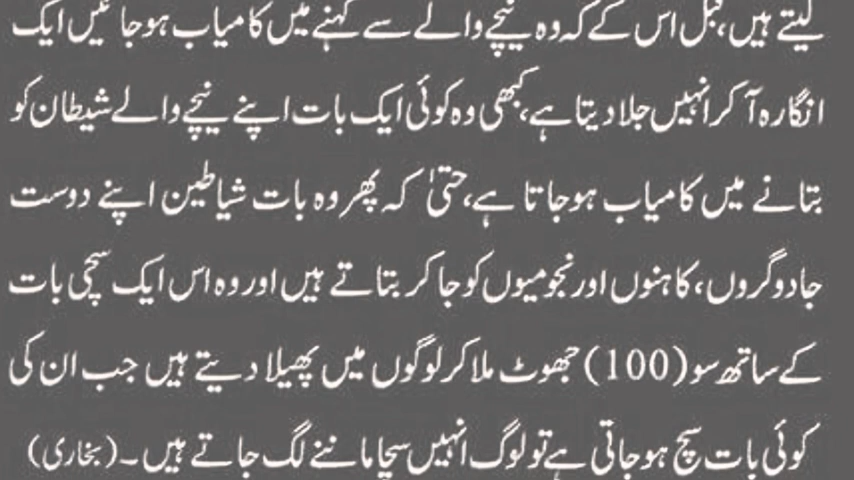 لیتے ہیں، قبل اس کے کہ وہ نیچے والے سے کہنے میں کامیاب ہوجائیں ایک
انگارہ آ کر انہیں جلا دیتا ہے، کبھی وہ کوئی ایک بات اپنے نیچے والے شیطان کو
بتانے میں کامیاب ہوجاتا ہے، حتیٰ کہ پھر وہ بات شیاطین اپنے دوست
جادوگروں، کاہنوں اور نجومیوں کو جا کر بتاتے ہیں اور وہ اس ایک سچی بات
کے ساتھ سو (100) جھوٹ ملا کر لوگوں میں پھیلا دیتے ہیں جب ان کی
کوئی بات سچ ہوجاتی ہے تو لوگ انہیں سچا ماننے لگ جاتے ہیں۔ (بخاری)